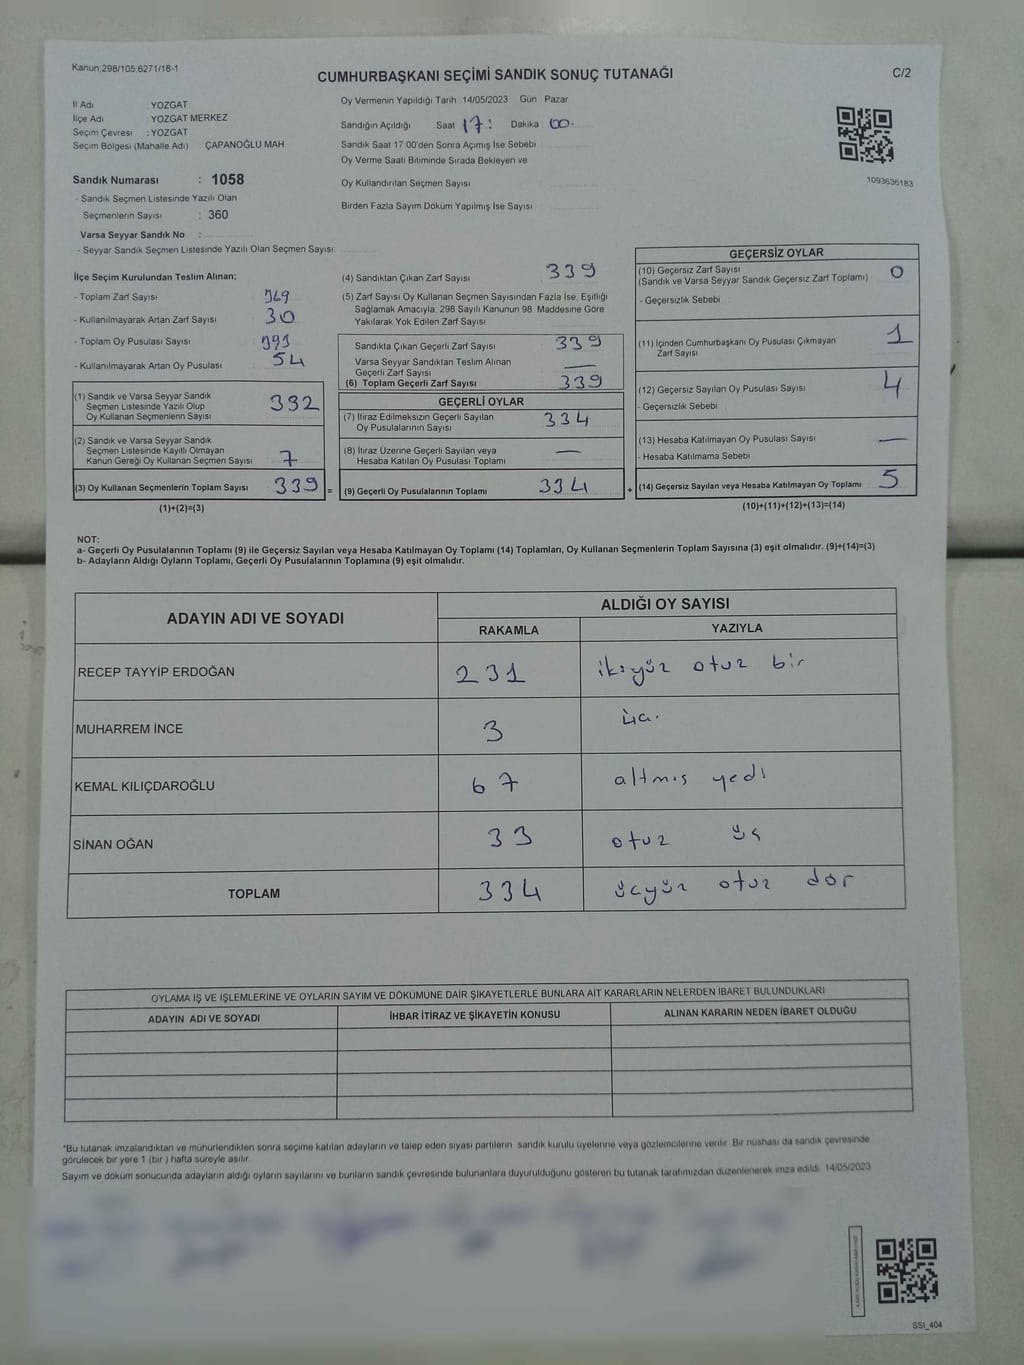 Kanun 298/105,6271/18-1
CUMHURBAŞKANI SEÇİMİ SANDIK SONUÇ TUTANAĞI
C/2
İl Adı : YOZGAT
İlçe Adı : YOZGAT MERKEZ
Seçim Çevresi : YOZGAT
Seçim Bölgesi (Mahalle Adı) ÇAPANOĞLU MAH
Oy Vermenin Yapıldığı Tarih 14/05/2023 Gün Pazar
Sandığın Açıldığı Saat 17: Dakika 00.
Sandık Saat 17 00'den Sonra Açımış İse Sebebi
Oy Verme Saati Bitiminde Sırada Bekleyen ve
Oy Kullandırılan Seçmen Sayısı
Birden Fazla Sayım Döküm Yapılmış İse Sayısı
1093636183
Sandık Numarası : 1058
- Sandık Seçmen Listesinde Yazılı Olan
Seçmenlerin Sayısı : 360
Varsa Seyyar Sandık No :
- Seyyar Sandık Seçmen Listesinde Yazılı Olan Seçmen Sayısı
İlçe Seçim Kurulundan Teslim Alınan;
- Toplam Zarf Sayısı 369
- Kullanılmayarak Artan Zarf Sayısı 30
- Toplam Oy Pusulası Sayısı 393
- Kullanılmayarak Artan Oy Pusulası 54
(1) Sandık ve Varsa Seyyar Sandık
Seçmen Listesinde Yazılı Olup
Oy Kullanan Seçmenlerin Sayısı 332
(2) Sandık ve Varsa Seyyar Sandık
Seçmen Listesinde Kayıtlı Olmayan
Kanun Gereği Oy Kullanan Seçmen Sayısı 7
(3) Oy Kullanan Seçmenlerin Toplam Sayısı 339 =
(1)+(2)=(3)
(4) Sandıktan Çıkan Zarf Sayısı 339
(5) Zarf Sayısı Oy Kullanan Seçmen Sayısından Fazla İse, Eşitliği
Sağlamak Amacıyla, 298 Sayılı Kanunun 98. Maddesine Göre
Yakılarak Yok Edilen Zarf Sayısı
Sandıkta Çıkan Geçerli Zarf Sayısı 339
Varsa Seyyar Sandıktan Teslim Alınan
Geçerli Zarf Sayısı —
(6) Toplam Geçerli Zarf Sayısı 339
GEÇERLİ OYLAR
(7) İtiraz Edilmeksizin Geçerli Sayılan
Oy Pusulalarının Sayısı 334
(8) İtiraz Üzerine Geçerli Sayılan veya
Hesaba Katılan Oy Pusulası Toplamı —
(9) Geçerli Oy Pusulalarının Toplamı 334 +
GEÇERSİZ OYLAR
(10) Geçersiz Zarf Sayısı
(Sandık ve Varsa Seyyar Sandık Geçersiz Zarf Toplamı) 0
- Geçersizlik Sebebi
(11) İçinden Cumhurbaşkanı Oy Pusulası Çıkmayan
Zarf Sayısı 1
(12) Geçersiz Sayılan Oy Pusulası Sayısı 4
- Geçersizlik Sebebi
(13) Hesaba Katılmayan Oy Pusulası Sayısı —
- Hesaba Katılmama Sebebi
(14) Geçersiz Sayılan veya Hesaba Katılmayan Oy Toplamı 5
(10)+(11)+(12)+(13)=(14)
NOT:
a- Geçerli Oy Pusulalarının Toplamı (9) ile Geçersiz Sayılan veya Hesaba Katılmayan Oy Toplamı (14) Toplamları, Oy Kullanan Seçmenlerin Toplam Sayısına (3) eşit olmalıdır. (9)+(14)=(3)
b- Adayların Aldığı Oyların Toplamı, Geçerli Oy Pusulalarının Toplamına (9) eşit olmalıdır.
ADAYIN ADI VE SOYADI
ALDIĞI OY SAYISI
RAKAMLA YAZIYLA
RECEP TAYYİP ERDOĞAN 231 ikiyüz otuz bir
MUHARREM İNCE 3 üç.
KEMAL KILIÇDAROĞLU 67 altmış yedi
SİNAN OĞAN 33 otuz üç
TOPLAM 334 üçyüz otuz dör
OYLAMA İŞ VE İŞLEMLERİNE VE OYLARIN SAYIM VE DÖKÜMÜNE DAİR ŞİKAYETLERLE BUNLARA AİT KARARLARIN NELERDEN İBARET BULUNDUKLARI
ADAYIN ADI VE SOYADI
İHBAR İTİRAZ VE ŞİKAYETİN KONUSU
ALINAN KARARIN NEDEN İBARET OLDUĞU
*Bu tutanak imzalandıktan ve mühürlendikten sonra seçime katılan adayların ve talep eden siyasi partilerin sandık kurulu üyelerine veya gözlemcilerine verilir. Bir nüshası da sandık çevresinde
görülecek bir yere 1 (bir ) hafta süreyle asılır.
Sayım ve döküm sonucunda adayların aldığı oyların sayılarını ve bunların sandık çevresinde bulunanlara duyurulduğunu gösteren bu tutanak tarafımızdan düzenlenerek imza edildi. 14/05/2023
SSI_404